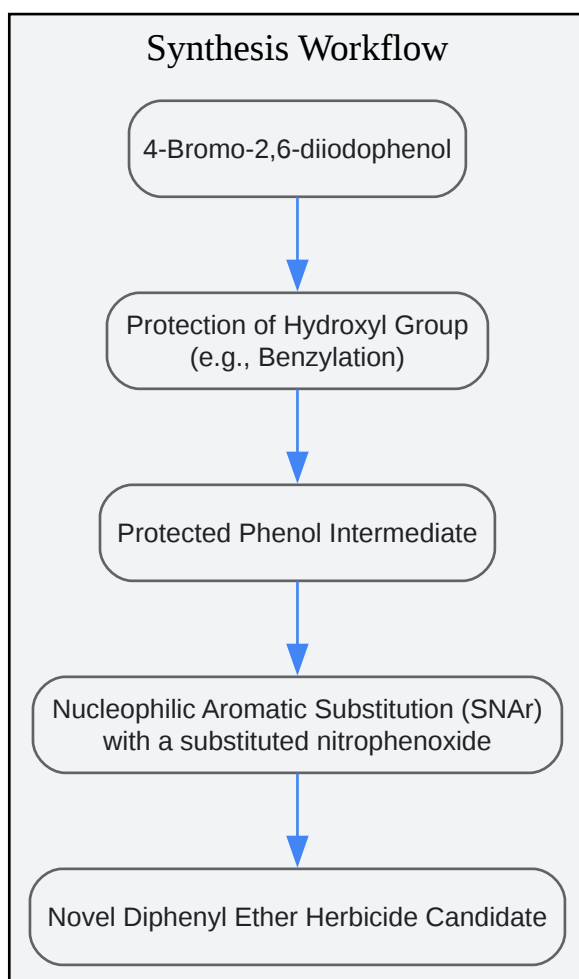 Synthesis Workflow
4-Bromo-2,6-diiodophenol
Protection of Hydroxyl Group
(e.g., Benzylation)
Protected Phenol Intermediate
Nucleophilic Aromatic Substitution (SNAr)
with a substituted nitrophenoxide
Novel Diphenyl Ether Herbicide Candidate